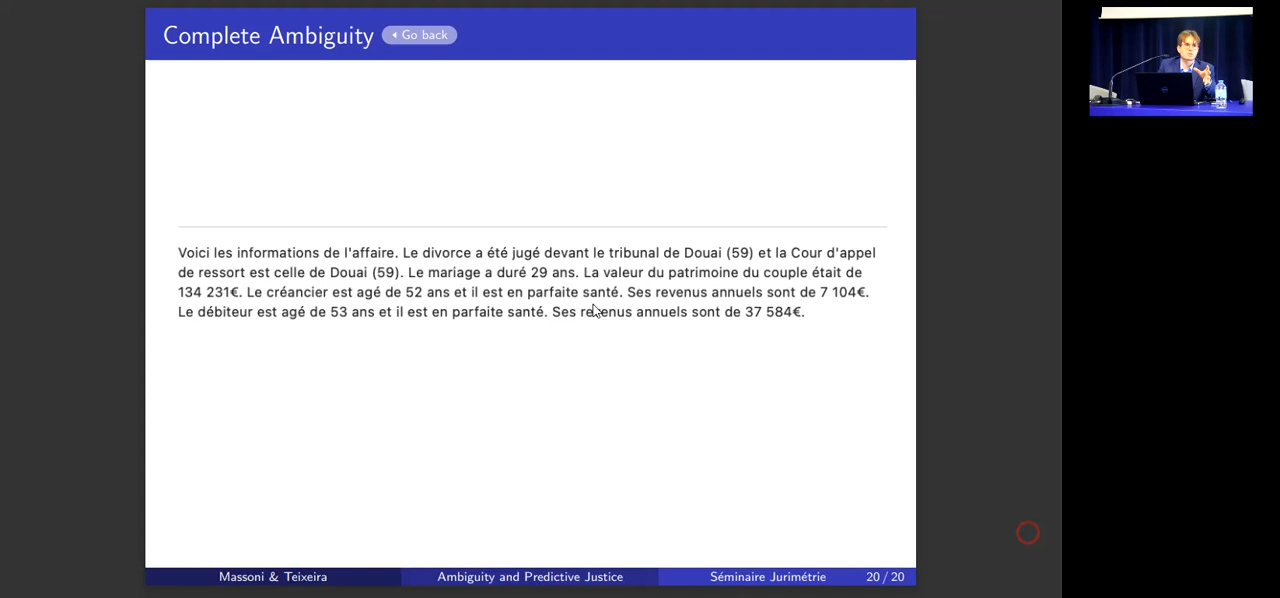 Complete Ambiguity Go back
Voici les informations de l'affaire. Le divorce a été jugé devant le tribunal de Douai (59) et la Cour d'appel
de ressort est celle de Douai (59). Le mariage a duré 29 ans. La valeur du patrimoine du couple était de
134 231€. Le créancier est agé de 52 ans et il est en parfaite santé. Ses revenus annuels sont de 7 104€.
Le débiteur est agé de 53 ans et il est en parfaite santé. Ses revenus annuels sont de 37 584€.
Massoni & Teixeira Ambiguity and Predictive Justice Séminaire Jurimétrie 20 / 20